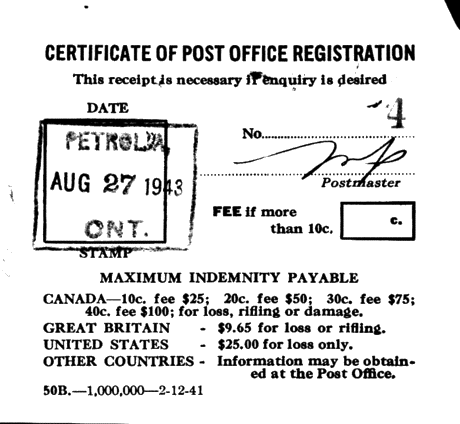 CERTIFICATE OF POST OFFICE REGISTRATION
This receipt is necessary if enquiry is desired
DATE
4
No.
PETROLIA,
AUG 27 1943
ONT.
STAMP
Postmaster
FEE if more
than 10c.
c.
MAXIMUM INDEMNITY PAYABLE
CANADA—10c. fee $25; 20c. fee $50; 30c. fee $75;
40c. fee $100; for loss, rifling or damage.
GREAT BRITAIN - $9.65 for loss or rifling.
UNITED STATES - $25.00 for loss only.
OTHER COUNTRIES - Information may be obtain-
ed at the Post Office.
50B.—1,000,000—2-12-41